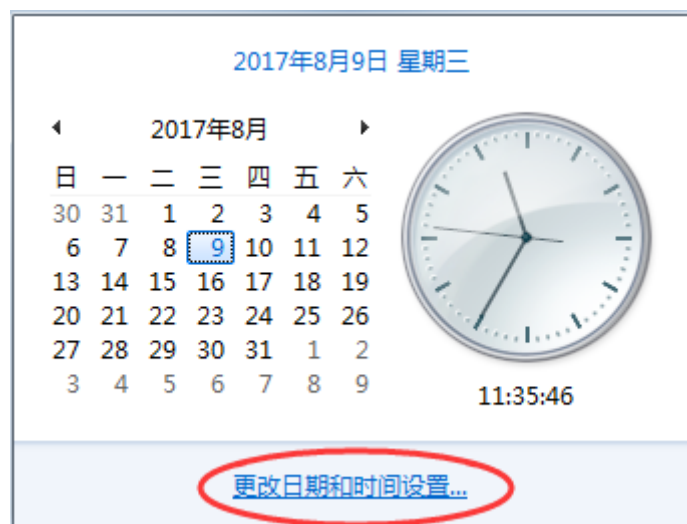 2017年8月9日 星期三
2017年8月
日 一 二 三 四 五 六
30 31 1 2 3 4 5
6 7 8 9 10 11 12
13 14 15 16 17 18 19
20 21 22 23 24 25 26
27 28 29 30 31 1 2
3 4 5 6 7 8 9
11:35:46
更改日期和时间设置...